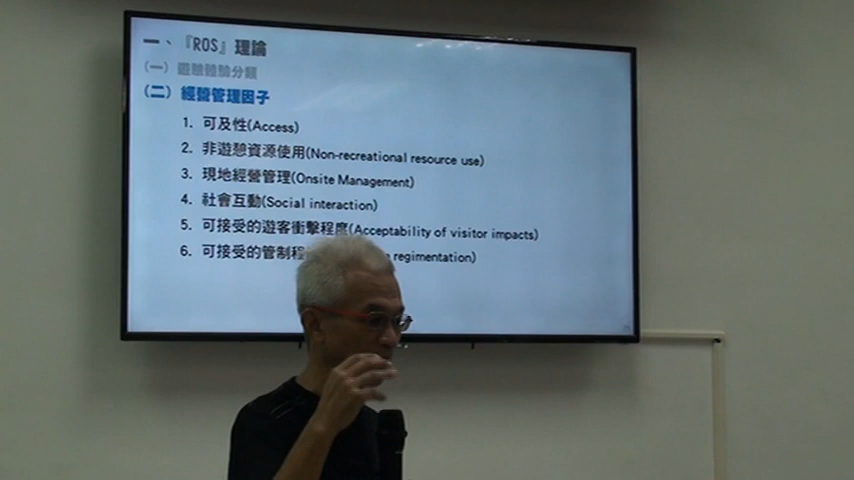 一、『ROS』理論
(一) 遊憩體驗分類
(二) 經營管理因子
1. 可及性(Access)
2. 非遊憩資源使用(Non-recreational resource use)
3. 現地經營管理(Onsite Management)
4. 社會互動(Social interaction)
5. 可接受的遊客衝擊程度(Acceptability of visitor impacts)
6. 可接受的管制程 regimentation)